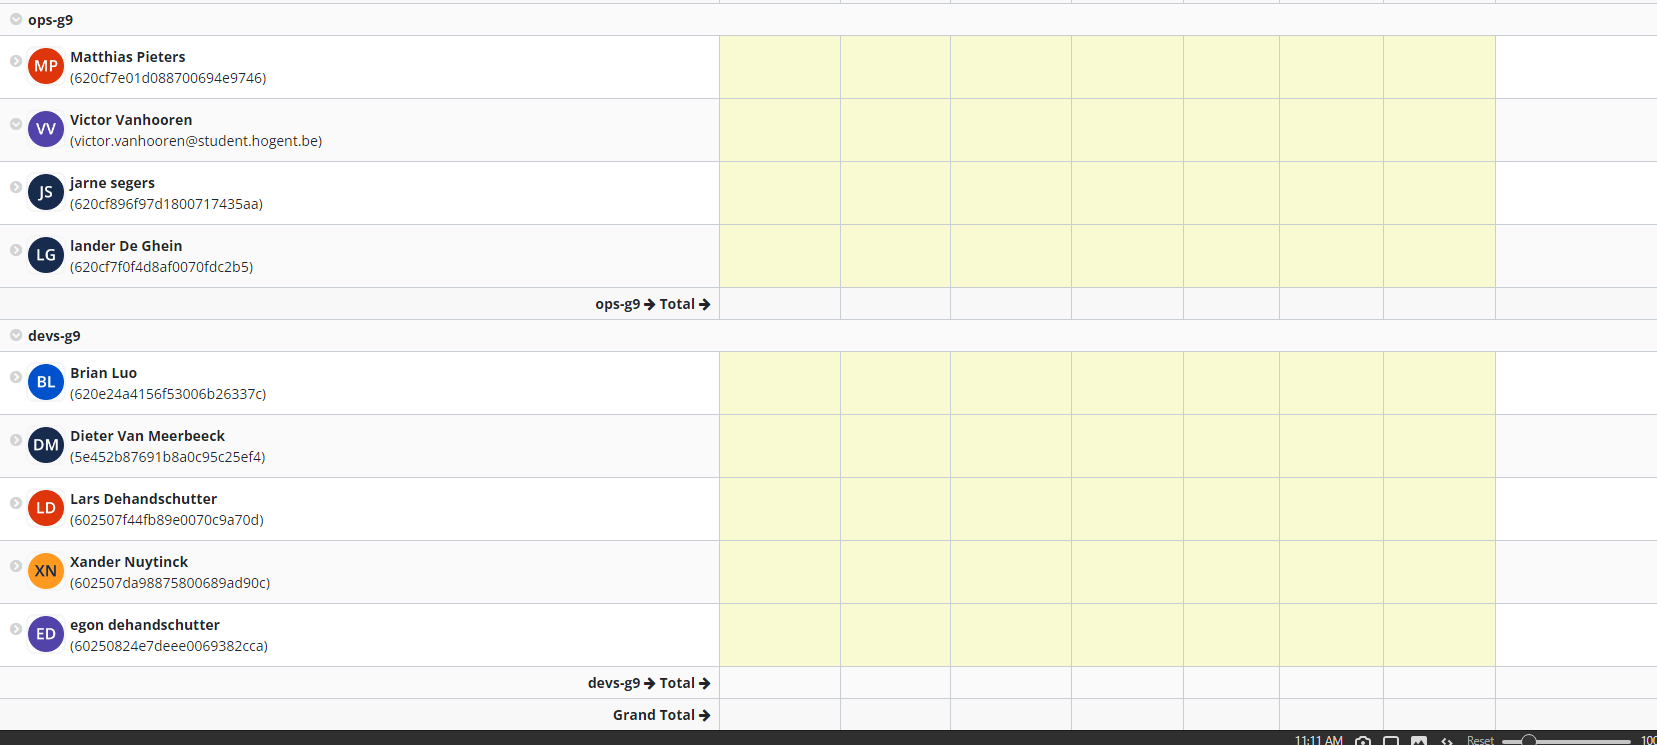 ops-g9
MP
Matthias Pieters
(620cf7e01d088700694e9746)
VV
Victor Vanhooren
(victor.vanhooren@student.hogent.be)
JS
jarne segers
(620cf896f97d1800717435aa)
LG
lander De Ghein
(620cf7f0f4d8af0070fdc2b5)
ops-g9 → Total →
devs-g9
BL
Brian Luo
(620e24a4156f53006b26337c)
DM
Dieter Van Meerbeeck
(5e452b87691b8a0c95c25ef4)
LD
Lars Dehandschutter
(602507f44fb89e0070c9a70d)
XN
Xander Nuytinck
(602507da98875800689ad90c)
ED
egon dehandschutter
(60250824e7deee0069382cca)
devs-g9 → Total →
Grand Total →
11:11 AM Reset 100